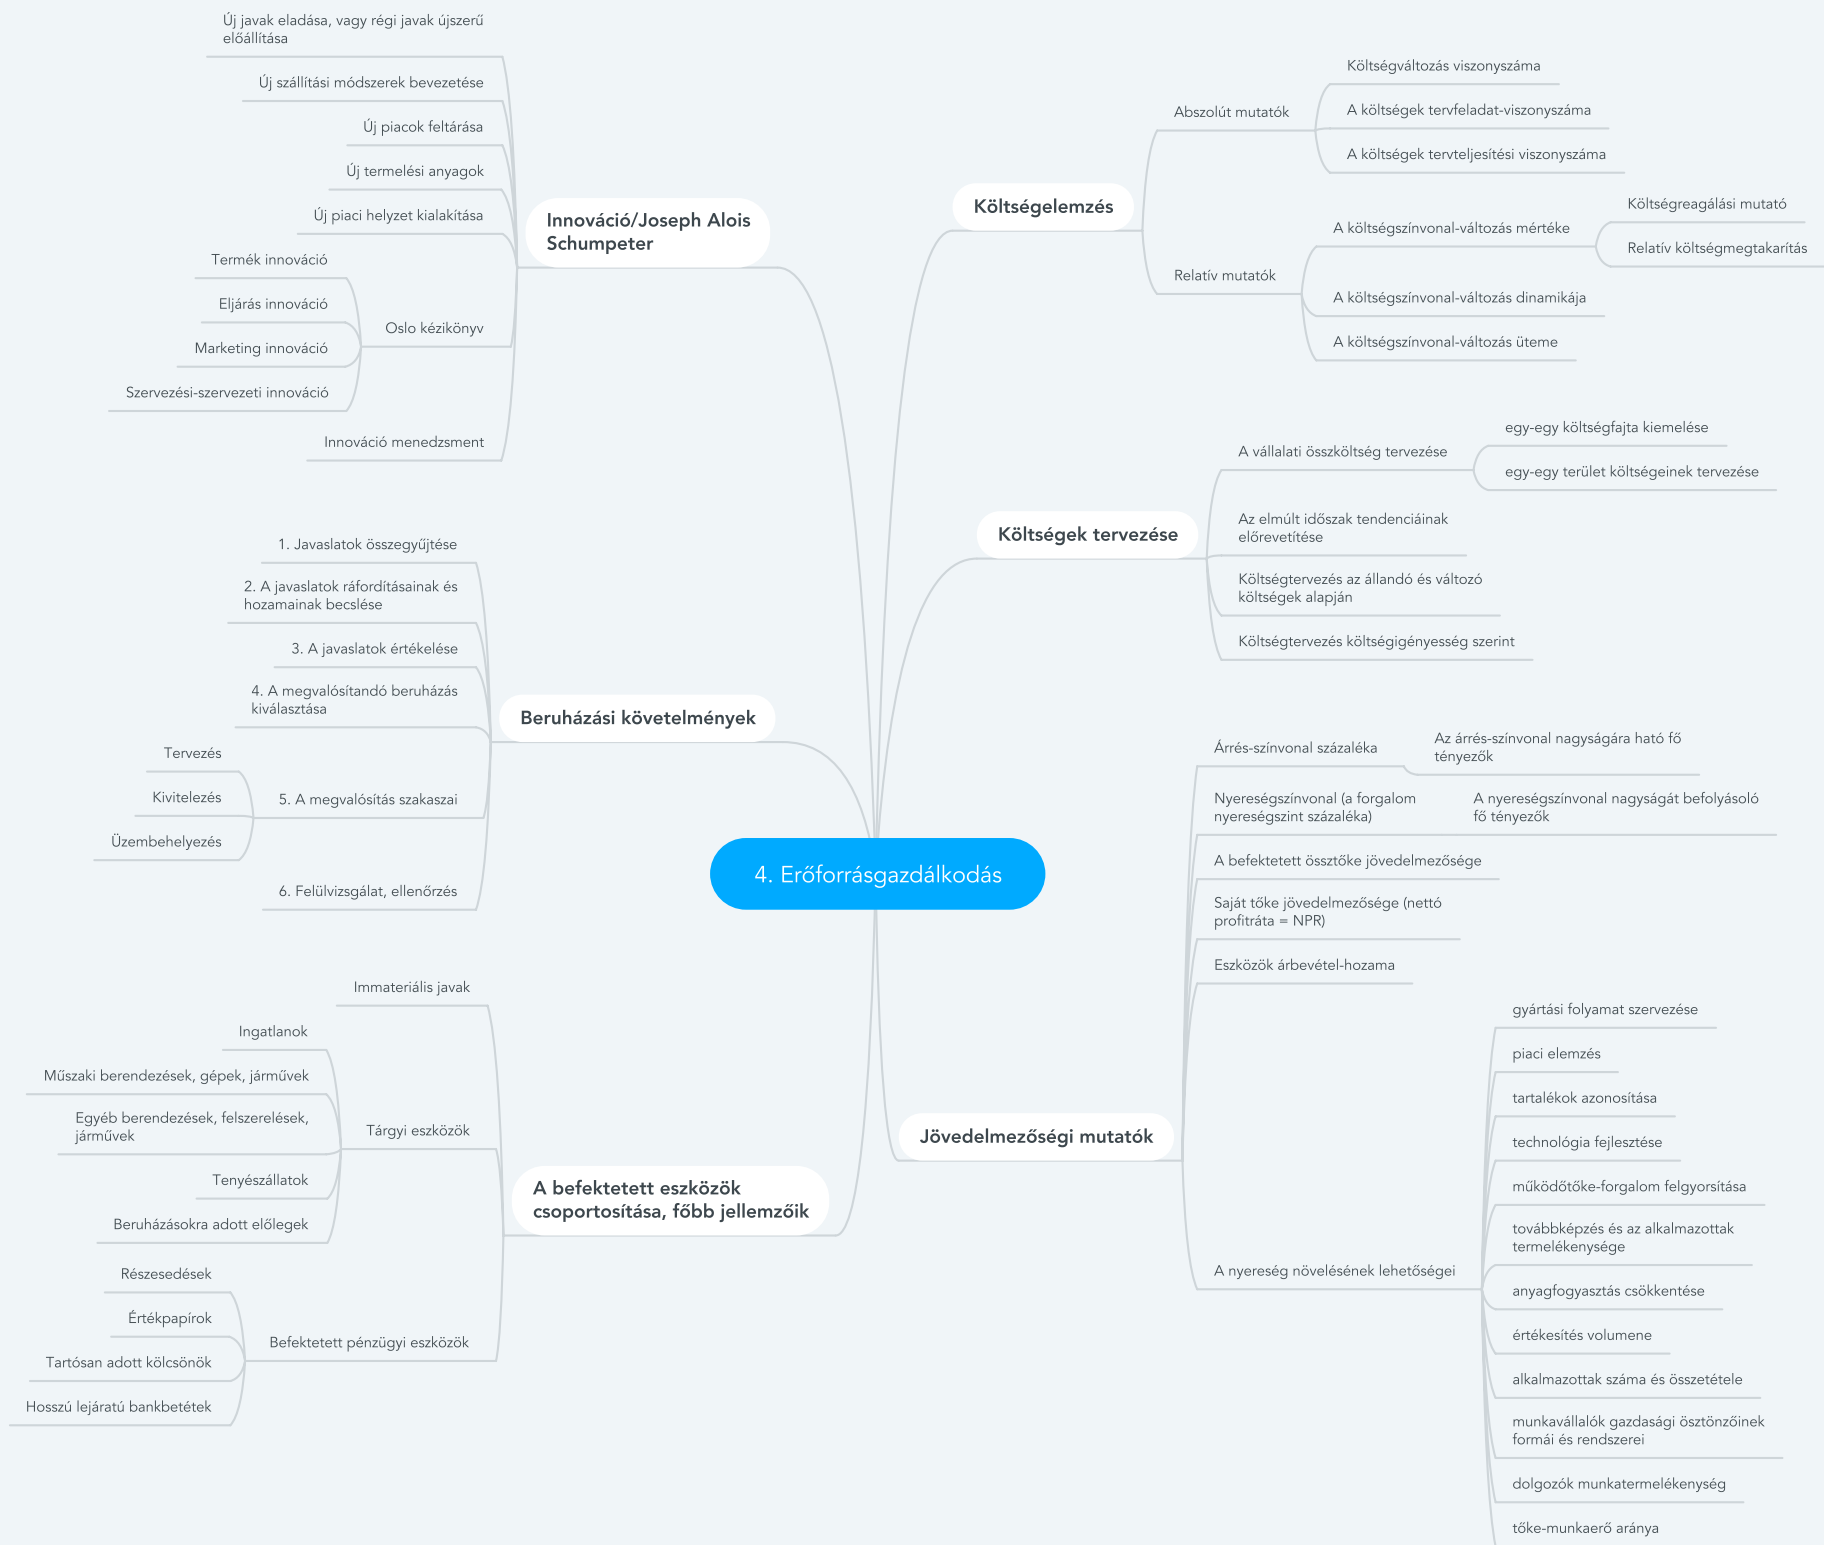 Új javak eladása, vagy régi javak újszerű
előállítása
Új szállítási módszerek bevezetése
Új piacok feltárása
Új termelési anyagok
Új piaci helyzet kialakítása
Termék innováció
Eljárás innováció
Marketing innováció
Szervezési-szervezeti innováció
Oslo kézikönyv
Innováció menedzsment
Innováció/Joseph Alois
Schumpeter
1. Javaslatok összegyűjtése
2. A javaslatok ráfordításainak és
hozamainak becslése
3. A javaslatok értékelése
4. A megvalósítandó beruházás
kiválasztása
Tervezés
Kivitelezés
Üzembehelyezés
5. A megvalósítás szakaszai
6. Felülvizsgálat, ellenőrzés
Beruházási követelmények
Immateriális javak
Ingatlanok
Műszaki berendezések, gépek, járművek
Egyéb berendezések, felszerelések,
járművek
Tenyészállatok
Beruházásokra adott előlegek
Tárgyi eszközök
Részesedések
Értékpapírok
Tartósan adott kölcsönök
Hosszú lejáratú bankbetétek
Befektetett pénzügyi eszközök
A befektetett eszközök
csoportosítása, főbb jellemzőik
4. Erőforrásgazdálkodás
Költségelemzés
Abszolút mutatók
Költségváltozás viszonyszáma
A költségek tervfeladat-viszonyszáma
A költségek tervteljesítési viszonyszáma
Relatív mutatók
A költségszínvonal-változás mértéke
Költségreagálási mutató
Relatív költségmegtakarítás
A költségszínvonal-változás dinamikája
A költségszínvonal-változás üteme
Költségek tervezése
A vállalati összköltség tervezése
egy-egy költségfajta kiemelése
egy-egy terület költségeinek tervezése
Az elmúlt időszak tendenciáinak
előrevetítése
Költségtervezés az állandó és változó
költségek alapján
Költségtervezés költségigényesség szerint
Jövedelmezőségi mutatók
Árrés-színvonal százaléka
Az árrés-színvonal nagyságára ható fő
tényezők
Nyereségszínvonal (a forgalom
nyereségszint százaléka)
A nyereségszínvonal nagyságát befolyásoló
fő tényezők
A befektetett össztőke jövedelmezősége
Saját tőke jövedelmezősége (nettó
profitráta = NPR)
Eszközök árbevétel-hozama
A nyereség növelésének lehetőségei
gyártási folyamat szervezése
piaci elemzés
tartalékok azonosítása
technológia fejlesztése
működőtőke-forgalom felgyorsítása
továbbképzés és az alkalmazottak
termelékenysége
anyagfogyasztás csökkentése
értékesítés volumene
alkalmazottak száma és összetétele
munkavállalók gazdasági ösztönzőinek
formái és rendszerei
dolgozók munkatermelékenység
tőke-munkaerő aránya